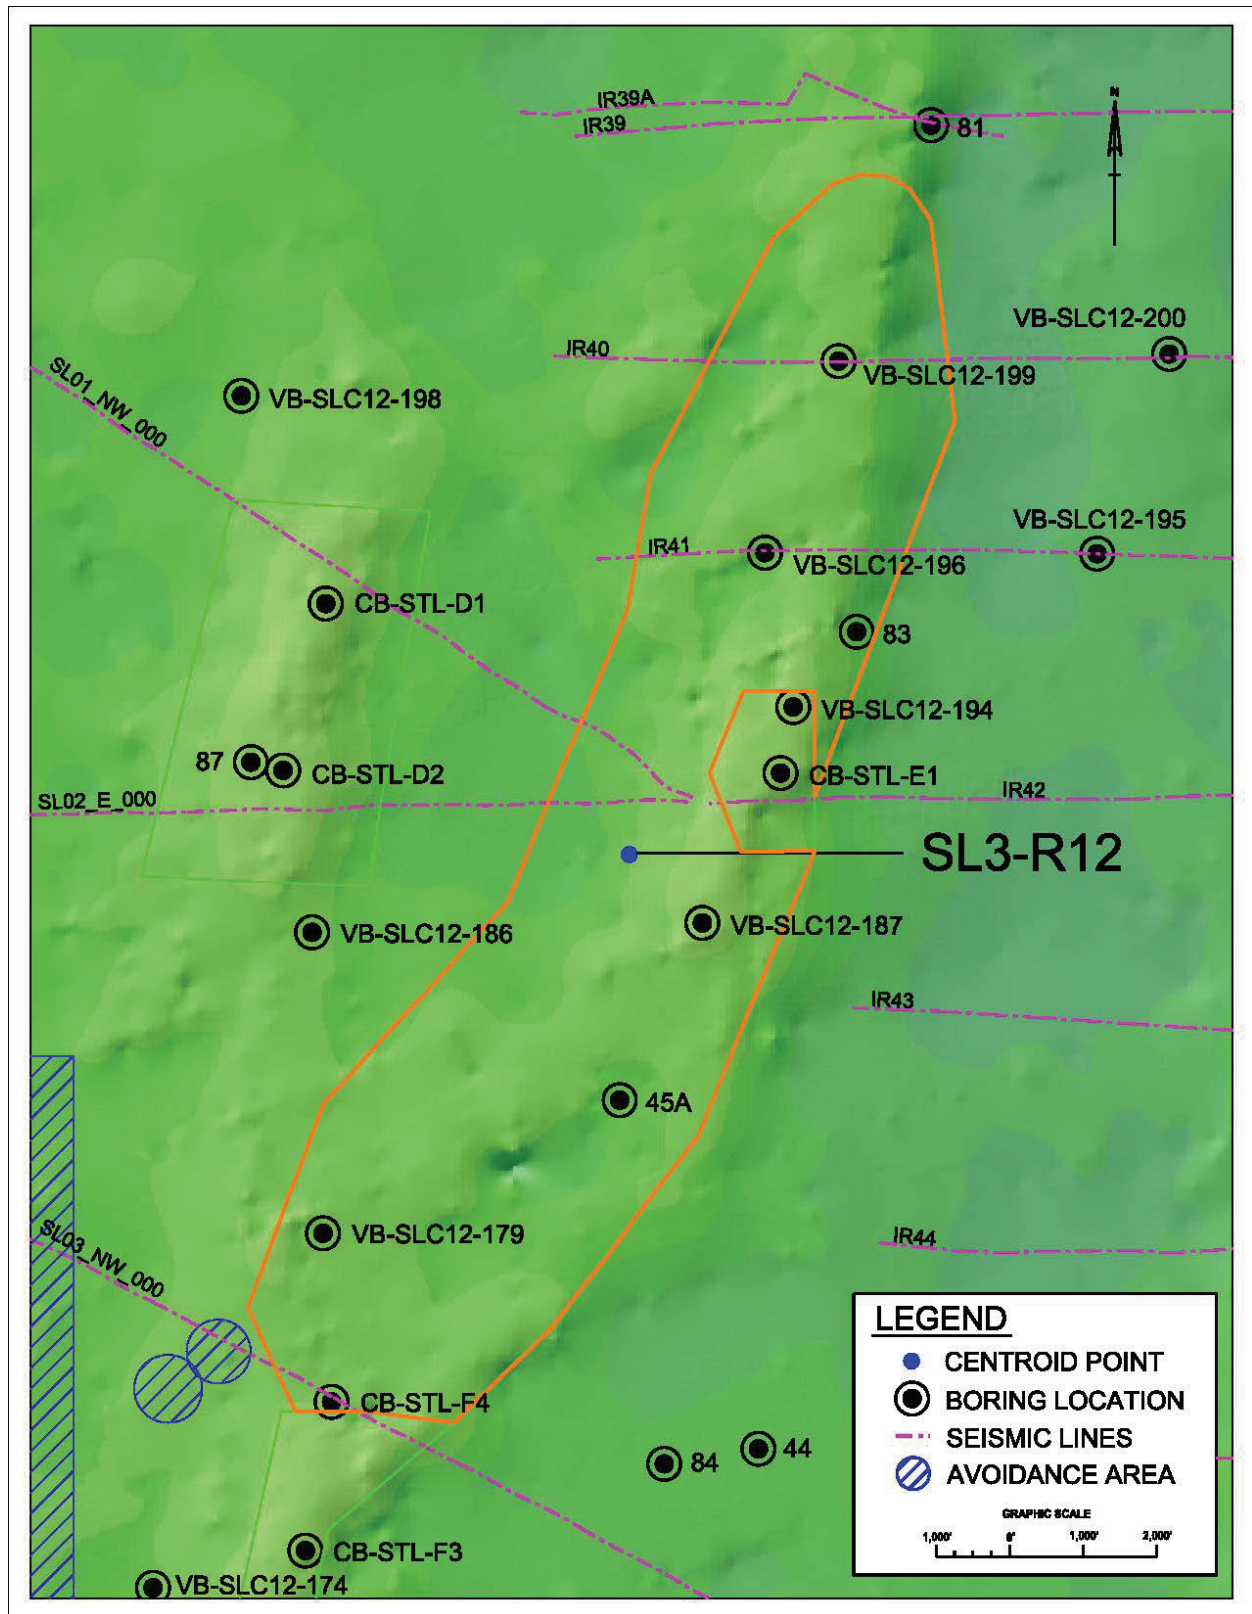 IR39A
IR39
81
N
VB-SLC12-200
IR40
VB-SLC12-199
SL01_NW_000
VB-SLC12-198
VB-SLC12-195
IR41
VB-SLC12-196
CB-STL-D1
83
VB-SLC12-194
87
CB-STL-D2
CB-STL-E1
SL02_E_000
IR42
SL3-R12
VB-SLC12-186
VB-SLC12-187
IR43
45A
VB-SLC12-179
SL03_NW_000
IR44
CB-STL-F4
84
44
CB-STL-F3
VB-SLC12-174
LEGEND
CENTROID POINT
BORING LOCATION
SEISMIC LINES
AVOIDANCE AREA
GRAPHIC SCALE
1,000' 0' 1,000' 2,000'